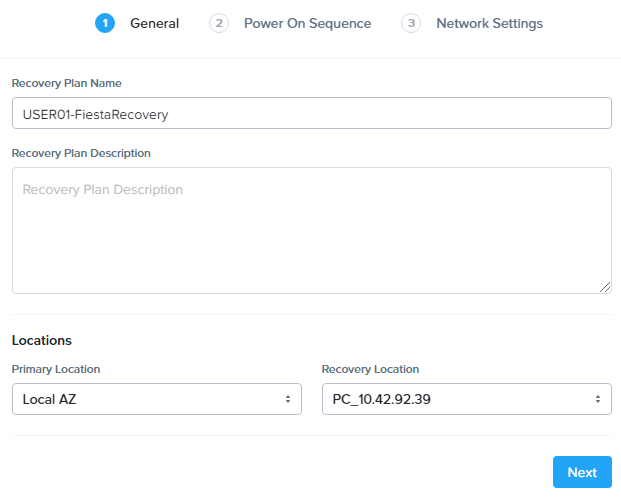 1 General 2 Power On Sequence 3 Network Settings
Recovery Plan Name
USER01-FiestaRecovery
Recovery Plan Description
Recovery Plan Description
Locations
Primary Location Recovery Location
Local AZ PC_10.42.92.39
Next